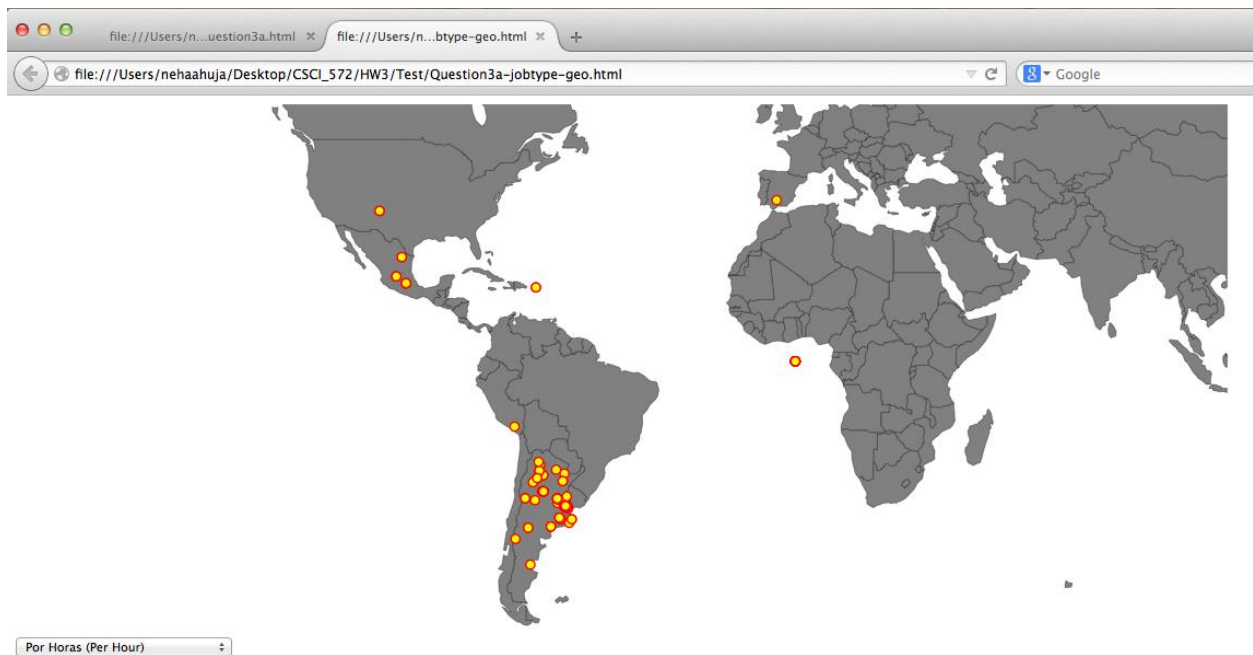 file:///Users/n...uestion3a.html
file:///Users/n...btype-geo.html
file:///Users/nehaahuja/Desktop/CSCI_572/HW3/Test/Question3a-jobtype-geo.html
8
Google
Por Horas (Per Hour)